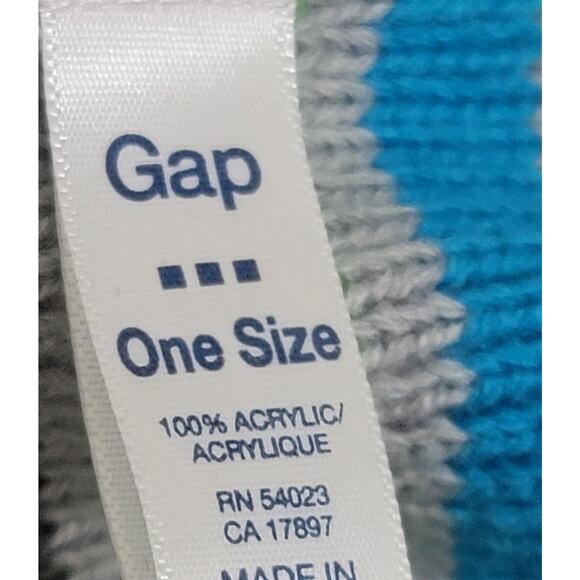 Gap
One Size
100% ACRYLIC/
ACRYLIQUE
RN 54023
CA 17897
MADE IN